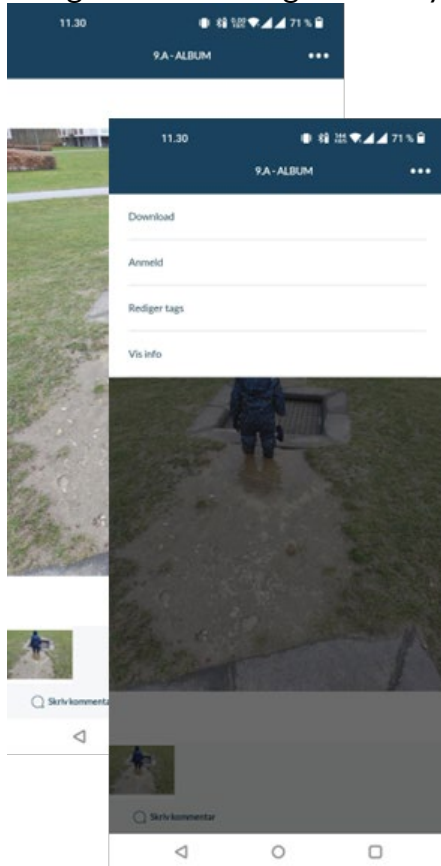 11.30
71 %
9.A - ALBUM
Skriv kommenta
11.30
71 %
9.A - ALBUM
Download
Anmeld
Rediger tags
Vis info
Skriv kommentar